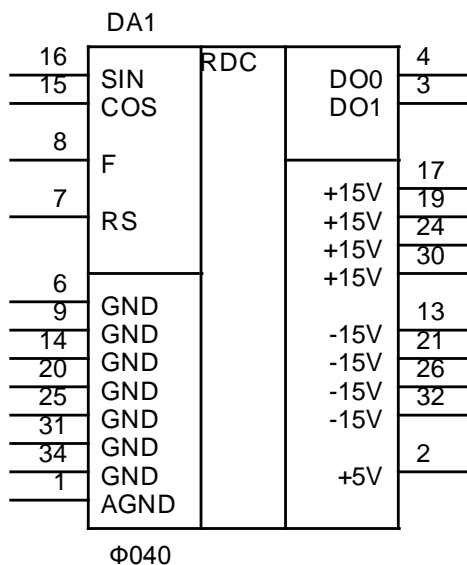 DA1
16 RDC 4
SIN DO0
15 3
COS DO1
8
F
17
+15V
7 19
RS +15V
24
+15V
30
+15V
6
GND
9 13
GND -15V
14 21
GND -15V
20 26
GND -15V
25 32
GND -15V
31
GND
34 2
GND +5V
1
AGND
Ф040